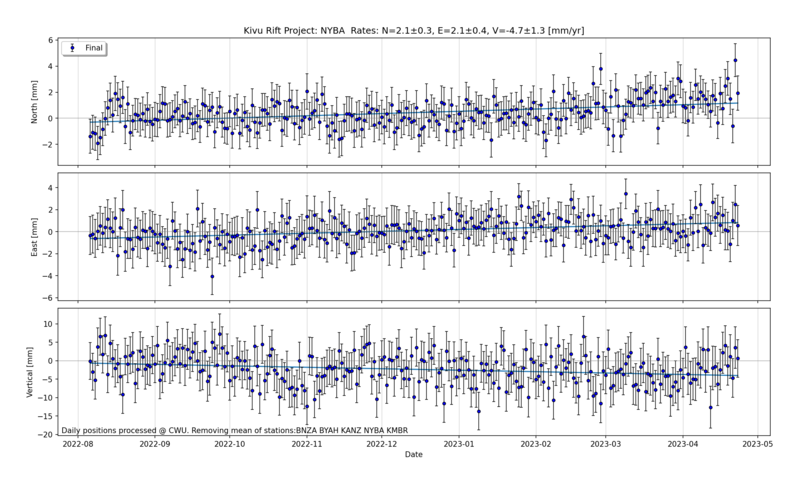 Kivu Rift Project: NYBA  Rates: N=2.1±0.3, E=2.1±0.4, V=-4.7±1.3 [mm/yr]
Final
North [mm]
6
4
2
0
−2
East [mm]
4
2
0
−2
−4
−6
Vertical [mm]
10
5
0
−5
−10
−15
−20
Daily positions processed @ CWU. Removing mean of stations:BNZA BYAH KANZ NYBA KMBR
2022-08 2022-09 2022-10 2022-11 2022-12 2023-01 2023-02 2023-03 2023-04 2023-05
Date